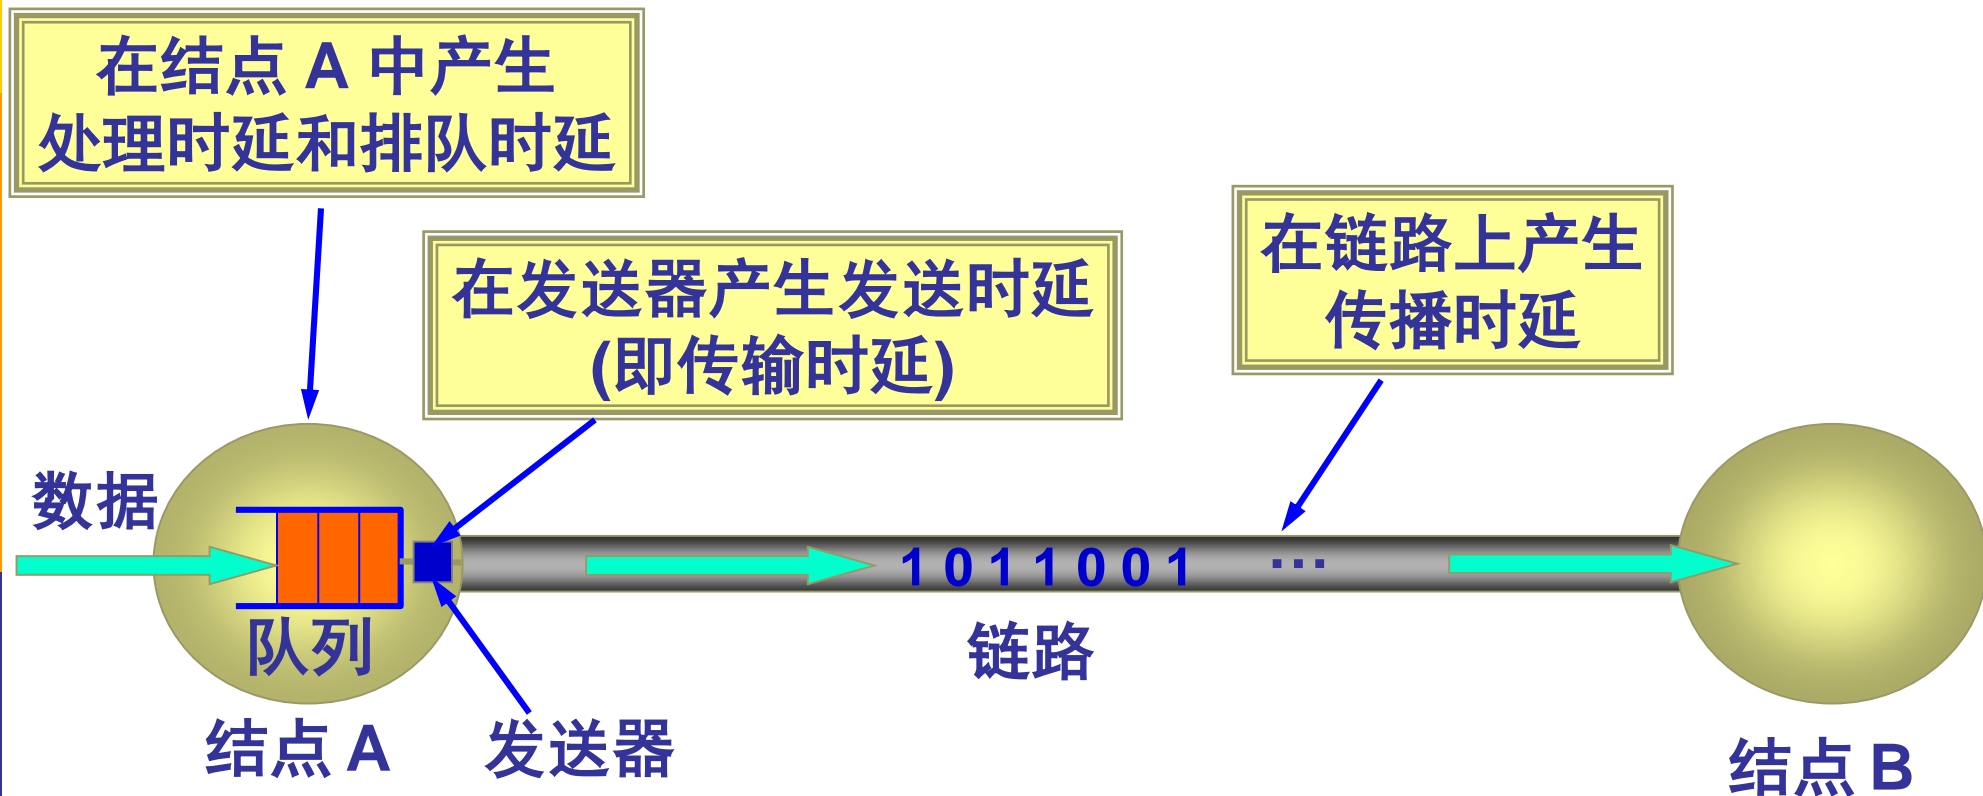 在结点 A 中产生
处理时延和排队时延
在发送器产生发送时延
(即传输时延)
在链路上产生
传播时延
数据
1 0 1 1 0 0 1 …
队列
链路
结点 A
发送器
结点 B